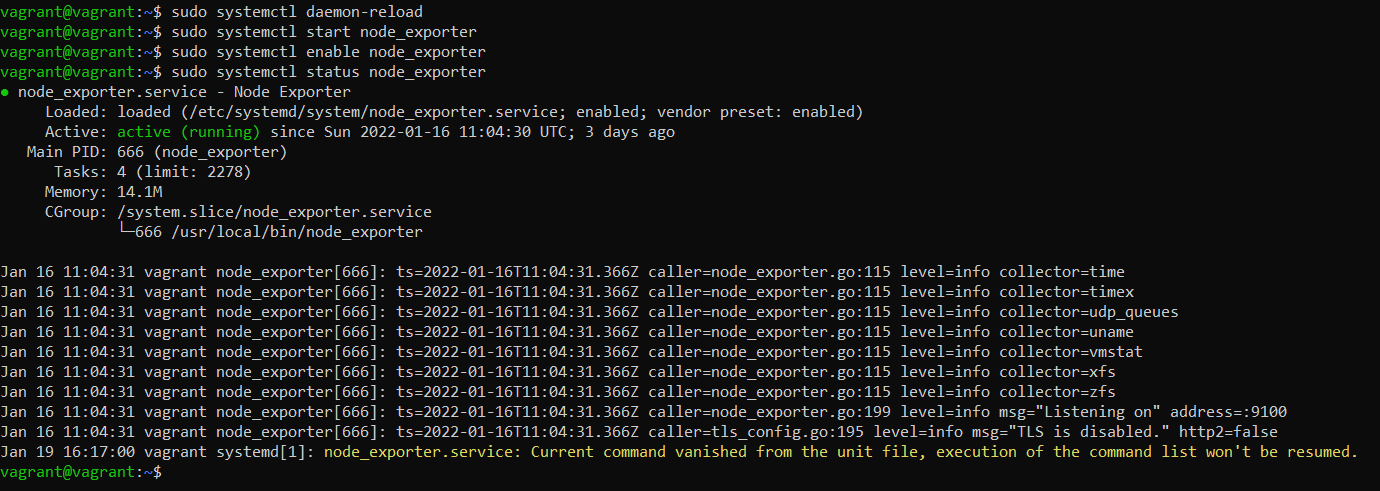 vagrant@vagrant:~$ sudo systemctl daemon-reload
vagrant@vagrant:~$ sudo systemctl start node_exporter
vagrant@vagrant:~$ sudo systemctl enable node_exporter
vagrant@vagrant:~$ sudo systemctl status node_exporter
● node_exporter.service - Node Exporter
     Loaded: loaded (/etc/systemd/system/node_exporter.service; enabled; vendor preset: enabled)
     Active: active (running) since Sun 2022-01-16 11:04:30 UTC; 3 days ago
   Main PID: 666 (node_exporter)
      Tasks: 4 (limit: 2278)
     Memory: 14.1M
     CGroup: /system.slice/node_exporter.service
             └─666 /usr/local/bin/node_exporter

Jan 16 11:04:31 vagrant node_exporter[666]: ts=2022-01-16T11:04:31.366Z caller=node_exporter.go:115 level=info collector=time
Jan 16 11:04:31 vagrant node_exporter[666]: ts=2022-01-16T11:04:31.366Z caller=node_exporter.go:115 level=info collector=timex
Jan 16 11:04:31 vagrant node_exporter[666]: ts=2022-01-16T11:04:31.366Z caller=node_exporter.go:115 level=info collector=udp_queues
Jan 16 11:04:31 vagrant node_exporter[666]: ts=2022-01-16T11:04:31.366Z caller=node_exporter.go:115 level=info collector=uname
Jan 16 11:04:31 vagrant node_exporter[666]: ts=2022-01-16T11:04:31.366Z caller=node_exporter.go:115 level=info collector=vmstat
Jan 16 11:04:31 vagrant node_exporter[666]: ts=2022-01-16T11:04:31.366Z caller=node_exporter.go:115 level=info collector=xfs
Jan 16 11:04:31 vagrant node_exporter[666]: ts=2022-01-16T11:04:31.366Z caller=node_exporter.go:115 level=info collector=zfs
Jan 16 11:04:31 vagrant node_exporter[666]: ts=2022-01-16T11:04:31.366Z caller=node_exporter.go:199 level=info msg="Listening on" address=:9100
Jan 16 11:04:31 vagrant node_exporter[666]: ts=2022-01-16T11:04:31.366Z caller=tls_config.go:195 level=info msg="TLS is disabled." http2=false
Jan 19 16:17:00 vagrant systemd[1]: node_exporter.service: Current command vanished from the unit file, execution of the command list won't be resumed.
vagrant@vagrant:~$